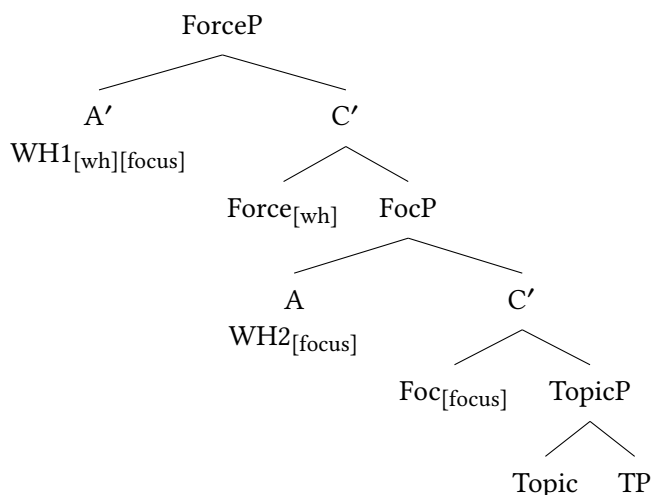 ForceP
A′ C′
WH1[wh][focus]
Force[wh] FocP
A C′
WH2[focus]
Foc[focus] TopicP
Topic TP